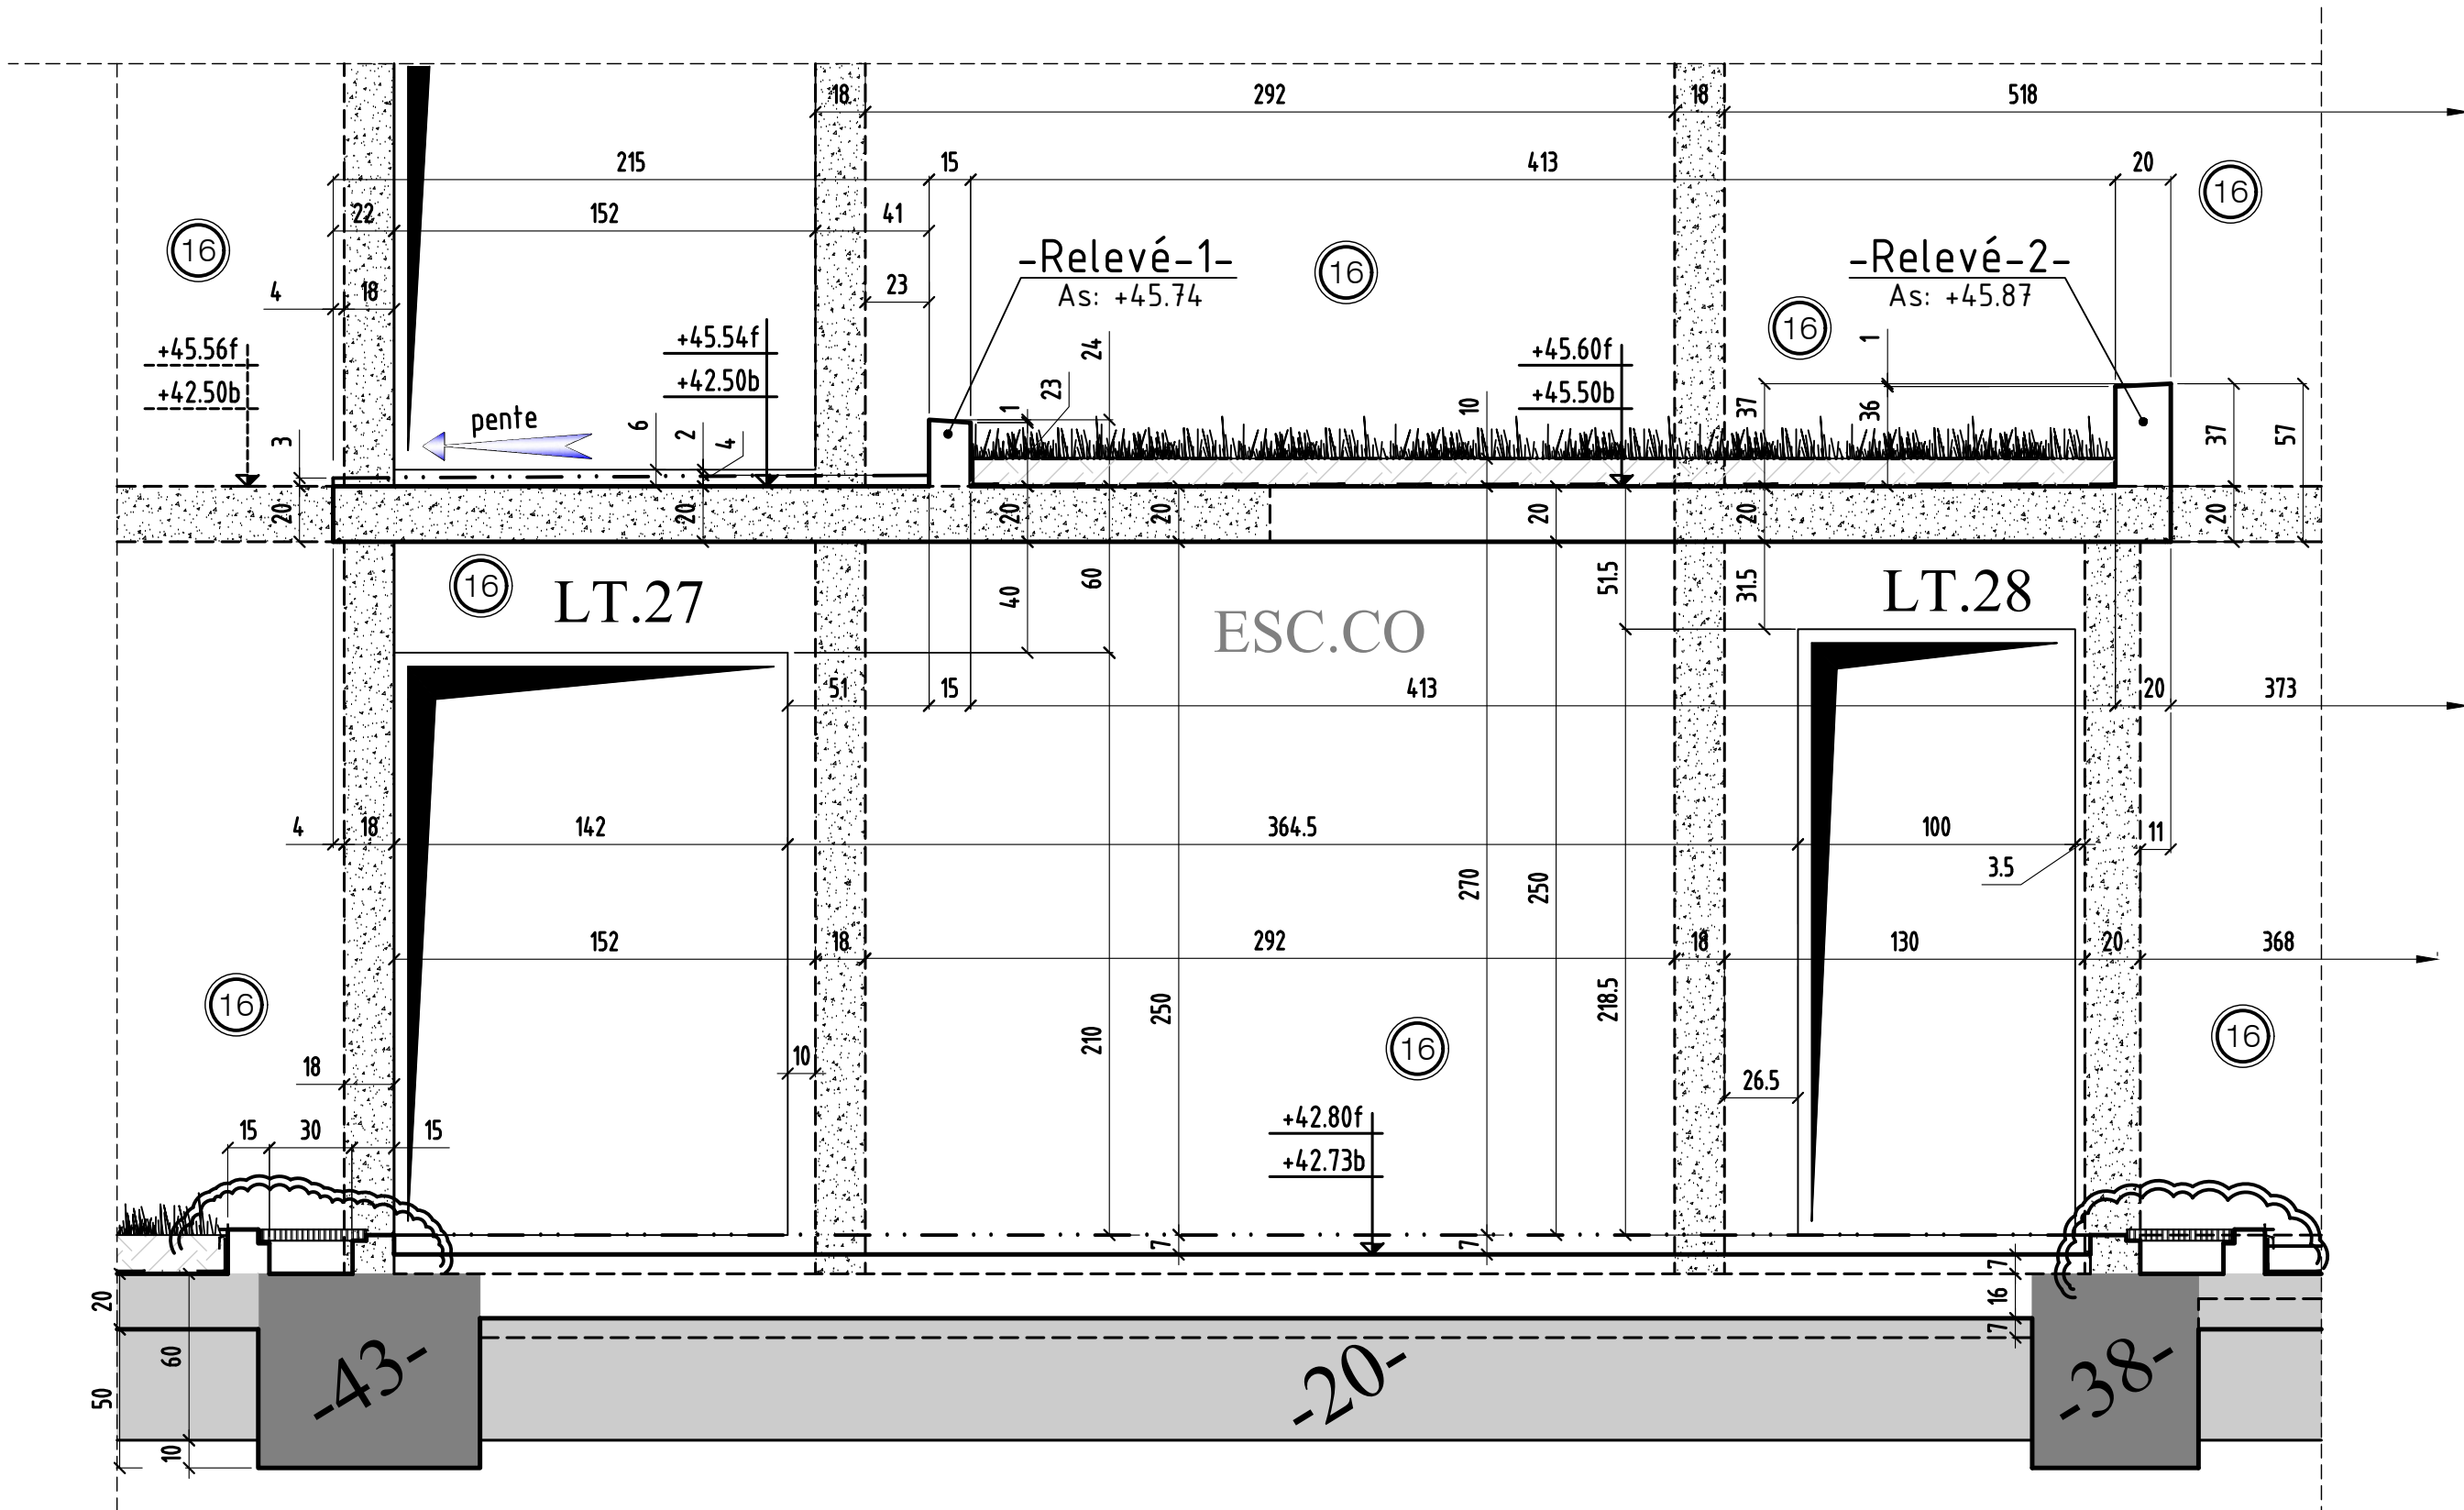 18 292 18 518
215 15 413 20
16
22 152 41
16
-Relevé-1-
As: +45.74
16
-Relevé-2-
As: +45.87
4 18
23
16
+45.56f
+42.50b
+45.54f
+42.50b
24
+45.60f
+45.50b
1
pente
3
6
2
4
1
23
10
37
36
37
57
20
20
20
20
20
20
20
16
LT.27
40
60
ESC.CO
51.5
31.5
LT.28
51 15 413 20 373
4 18 142 364.5 100 11
3.5
270
250
152 18 292 18 130 20 368
16
250
210
218.5
16
16
18
10
26.5
15 30 15
+42.80f
+42.73b
7
7
7
20
16
7
60
50
10
-43-
-20-
-38-